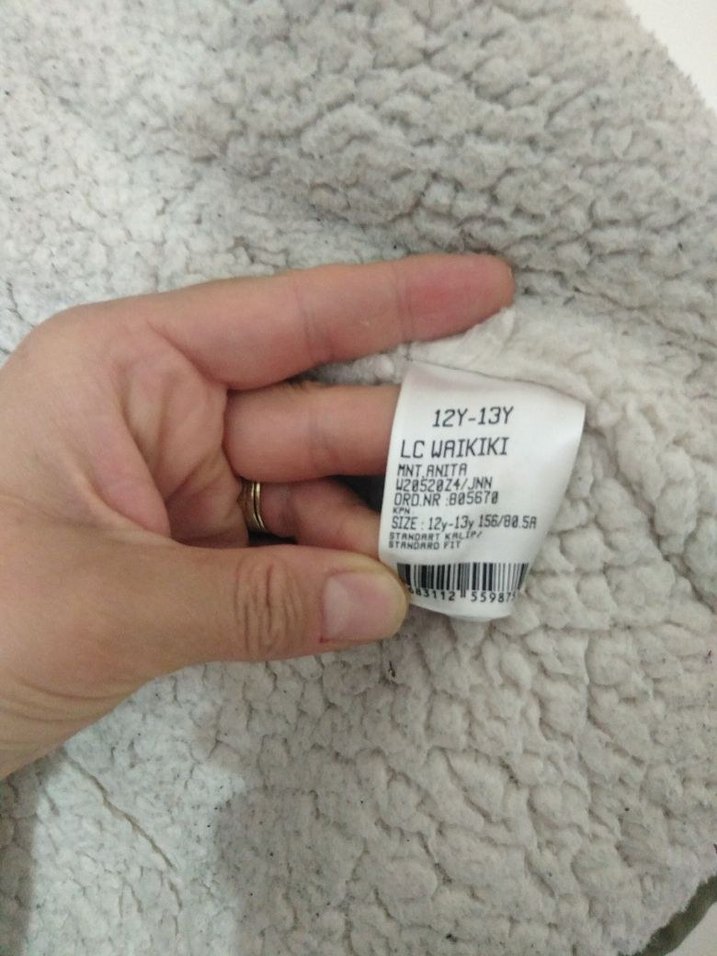 12Y-13Y
LC WAIKIKI
MNT.ANITA
W20520Z4/JNN
ORD.NR :805670
KPN
SIZE : 12y-13y 156/80.5A
STANDART KALIP/
STANDARD FIT